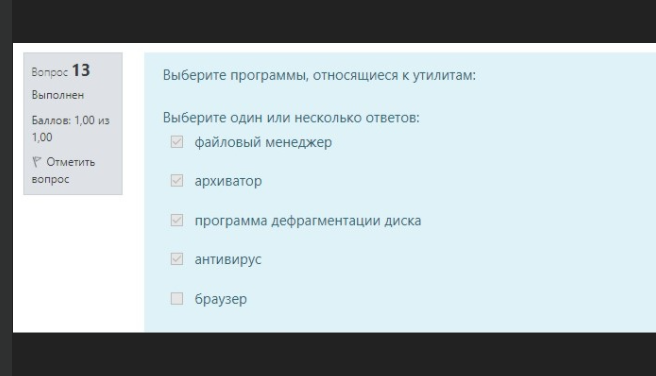 Вопрос 13
Выполнен
Баллов: 1,00 из
1,00
Отметить
вопрос
Выберите программы, относящиеся к утилитам:
Выберите один или несколько ответов:
файловый менеджер
архиватор
программа дефрагментации диска
антивирус
браузер